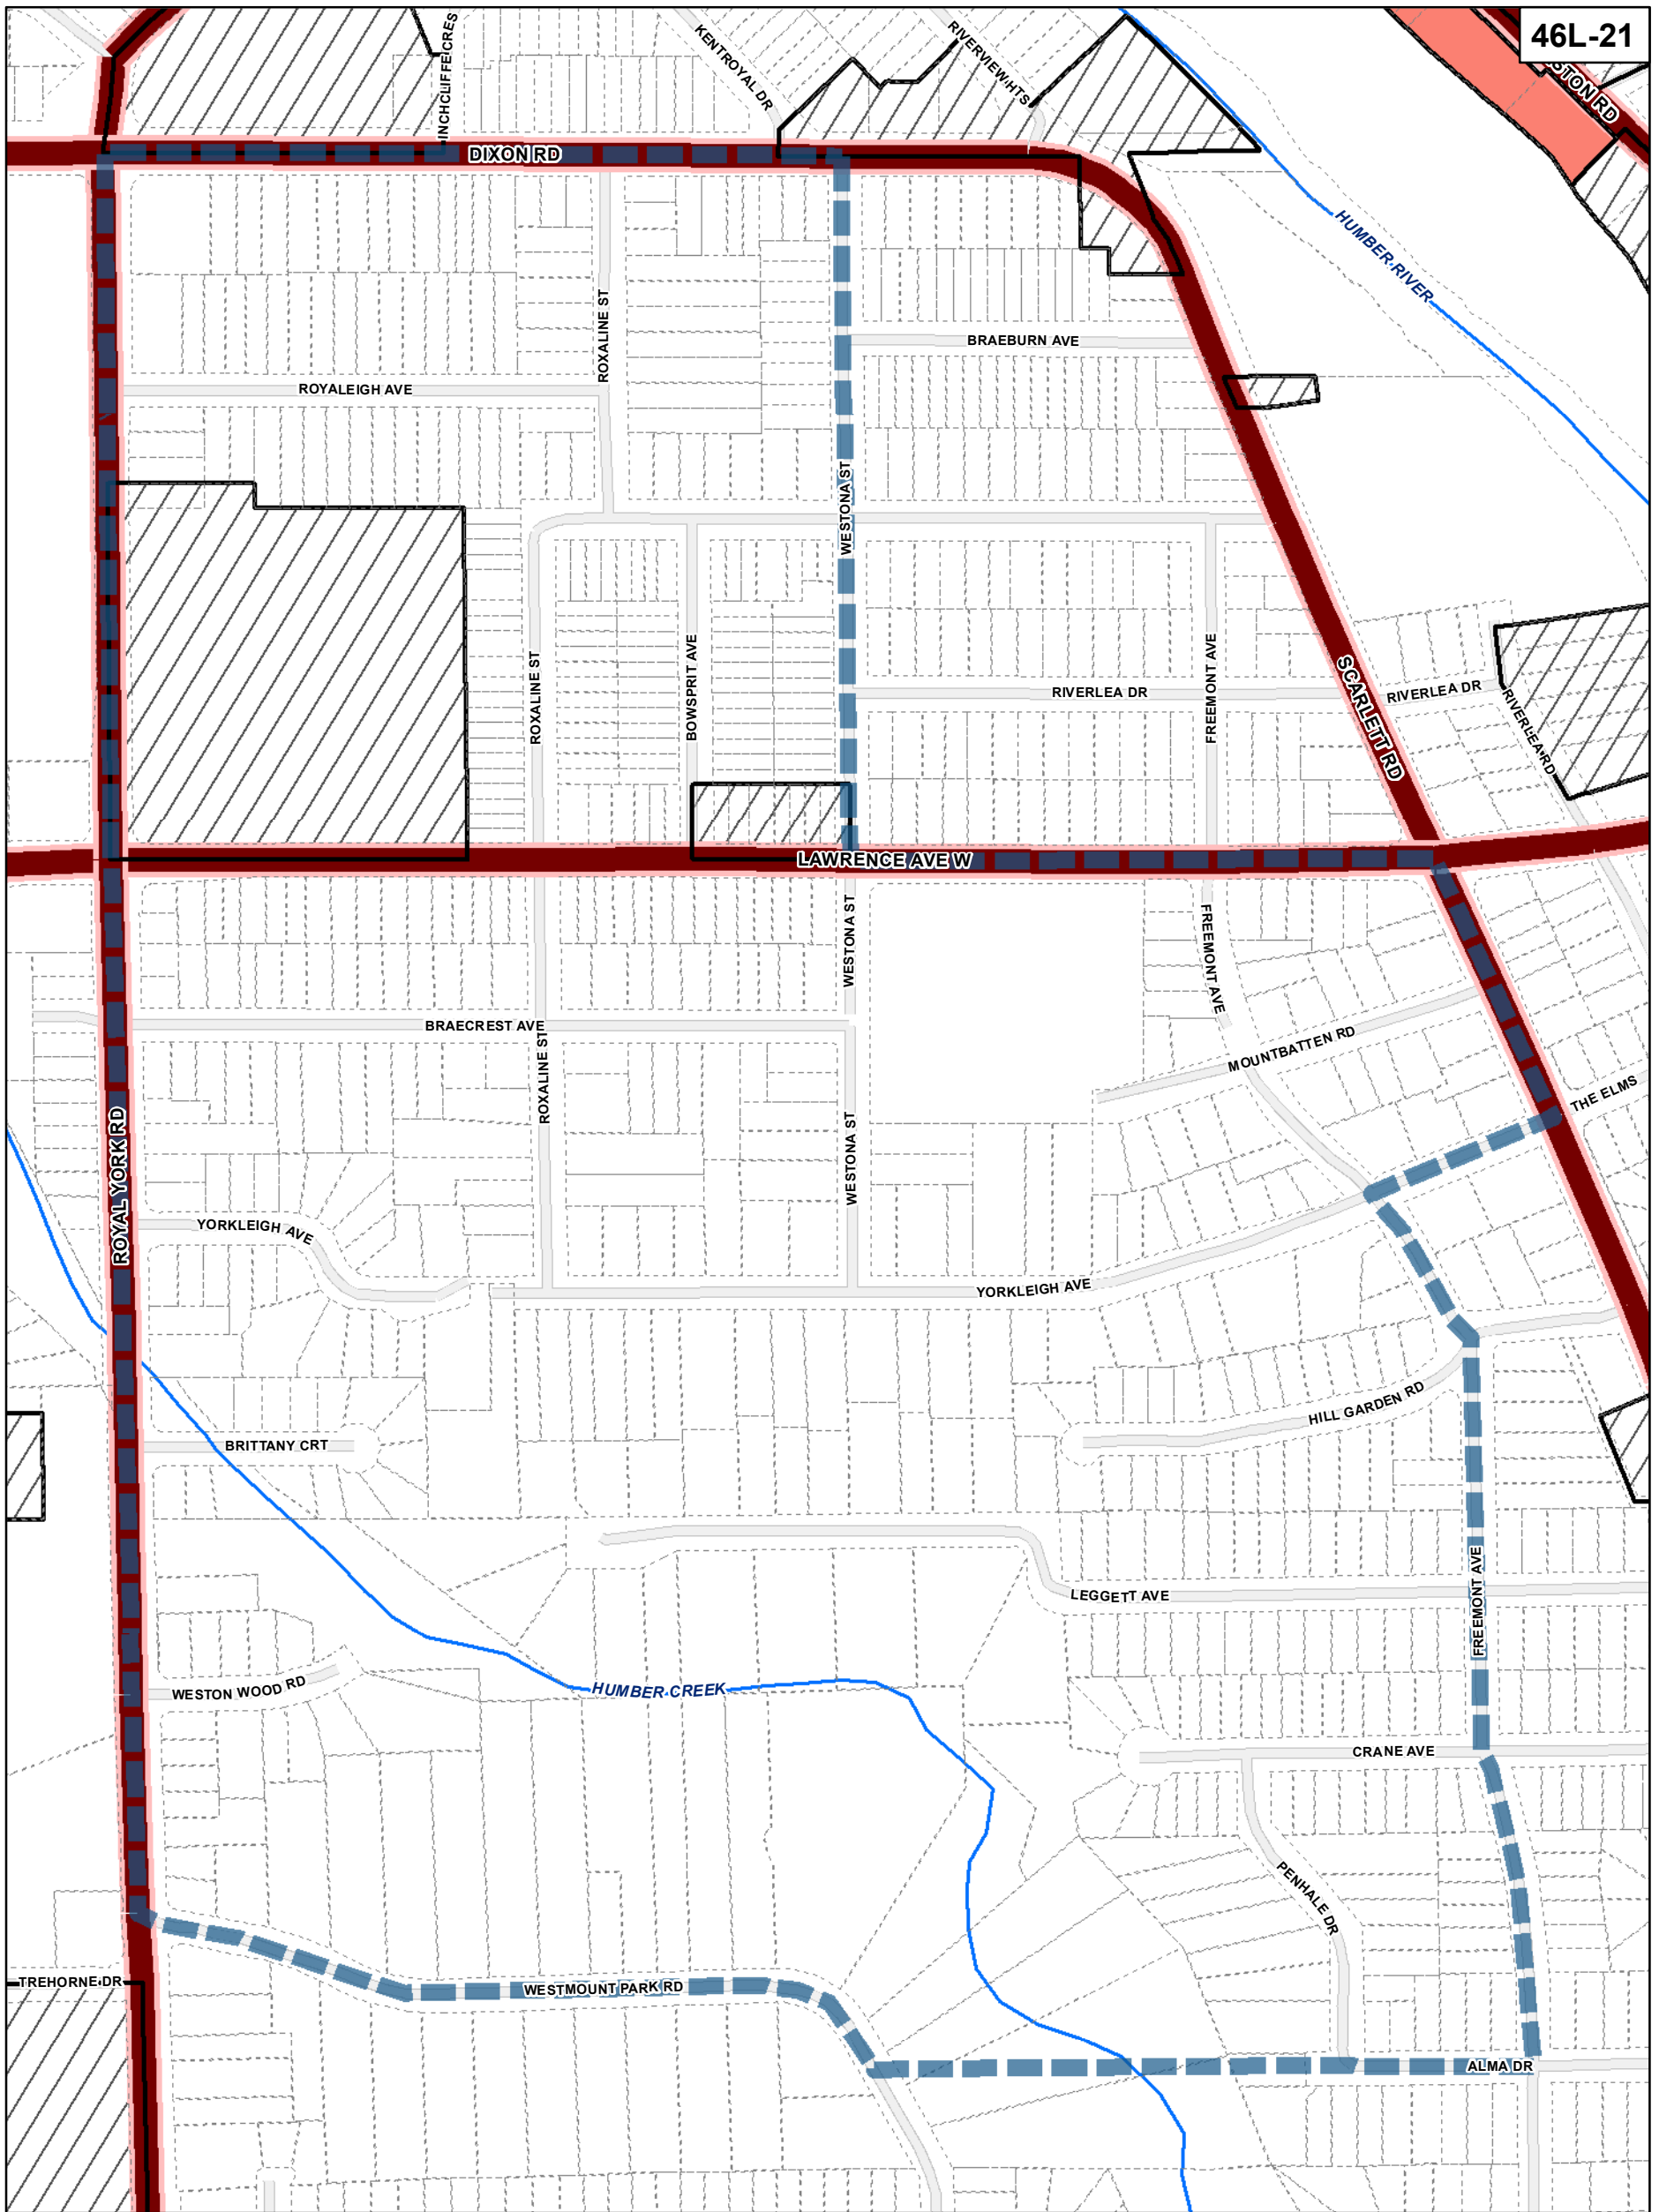 46L-21
INCHCLIFFE CRES
KENTROYAL DR
RIVERVIEW HTS
STON RD
DIXON RD
HUMBER RIVER
ROXALINE ST
BRAEBURN AVE
ROYALEIGH AVE
WESTONA ST
ROXALINE ST
BOWSPRIT AVE
RIVERLEA DR
FREEMONT AVE
SCARLETT RD
RIVERLEA DR
RIVERLEA RD
LAWRENCE AVE W
WESTONA ST
FREEMONT AVE
BRAECREST AVE
ROXALINE ST
MOUNTBATTEN RD
THE ELMS
ROYAL YORK RD
WESTONA ST
YORKLEIGH AVE
YORKLEIGH AVE
HILL GARDEN RD
BRITTANY CRT
LEGGETT AVE
FREEMONT AVE
WESTON WOOD RD
HUMBER CREEK
CRANE AVE
PENHALE DR
TREHORNE DR
WESTMOUNT PARK RD
ALMA DR